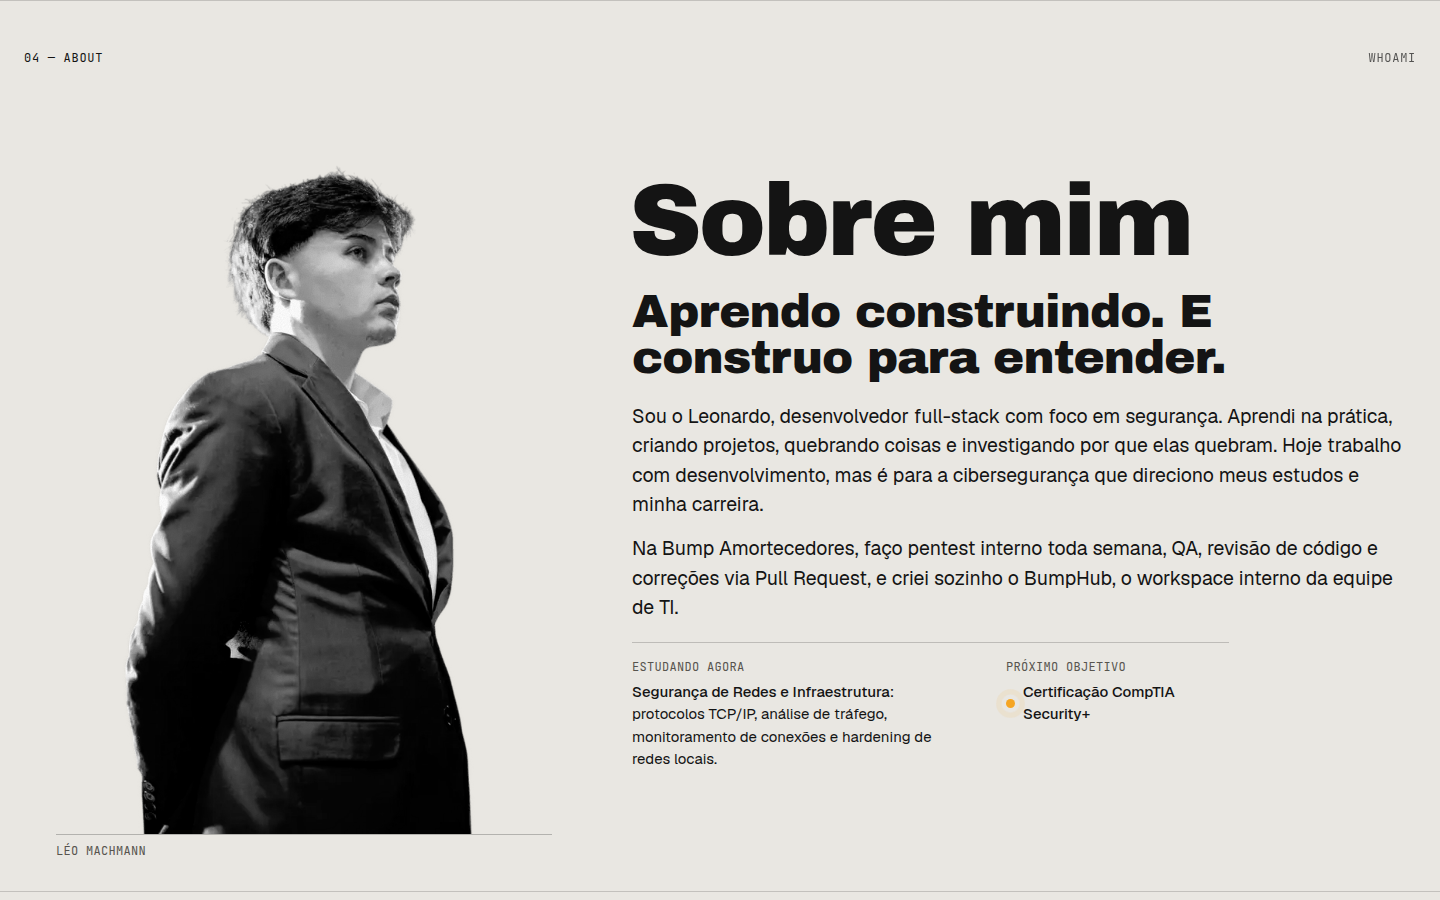 04 — ABOUT
WHOAMI
Sobre mim
Aprendo construindo. E
construo para entender.
Sou o Leonardo, desenvolvedor full-stack com foco em segurança. Aprendi na prática,
criando projetos, quebrando coisas e investigando por que elas quebram. Hoje trabalho
com desenvolvimento, mas é para a cibersegurança que direciono meus estudos e
minha carreira.
Na Bump Amortecedores, faço pentest interno toda semana, QA, revisão de código e
correções via Pull Request, e criei sozinho o BumpHub, o workspace interno da equipe
de TI.
ESTUDANDO AGORA
Segurança de Redes e Infraestrutura:
protocolos TCP/IP, análise de tráfego,
monitoramento de conexões e hardening de
redes locais.
PRÓXIMO OBJETIVO
Certificação CompTIA
Security+
LÉO MACHMANN